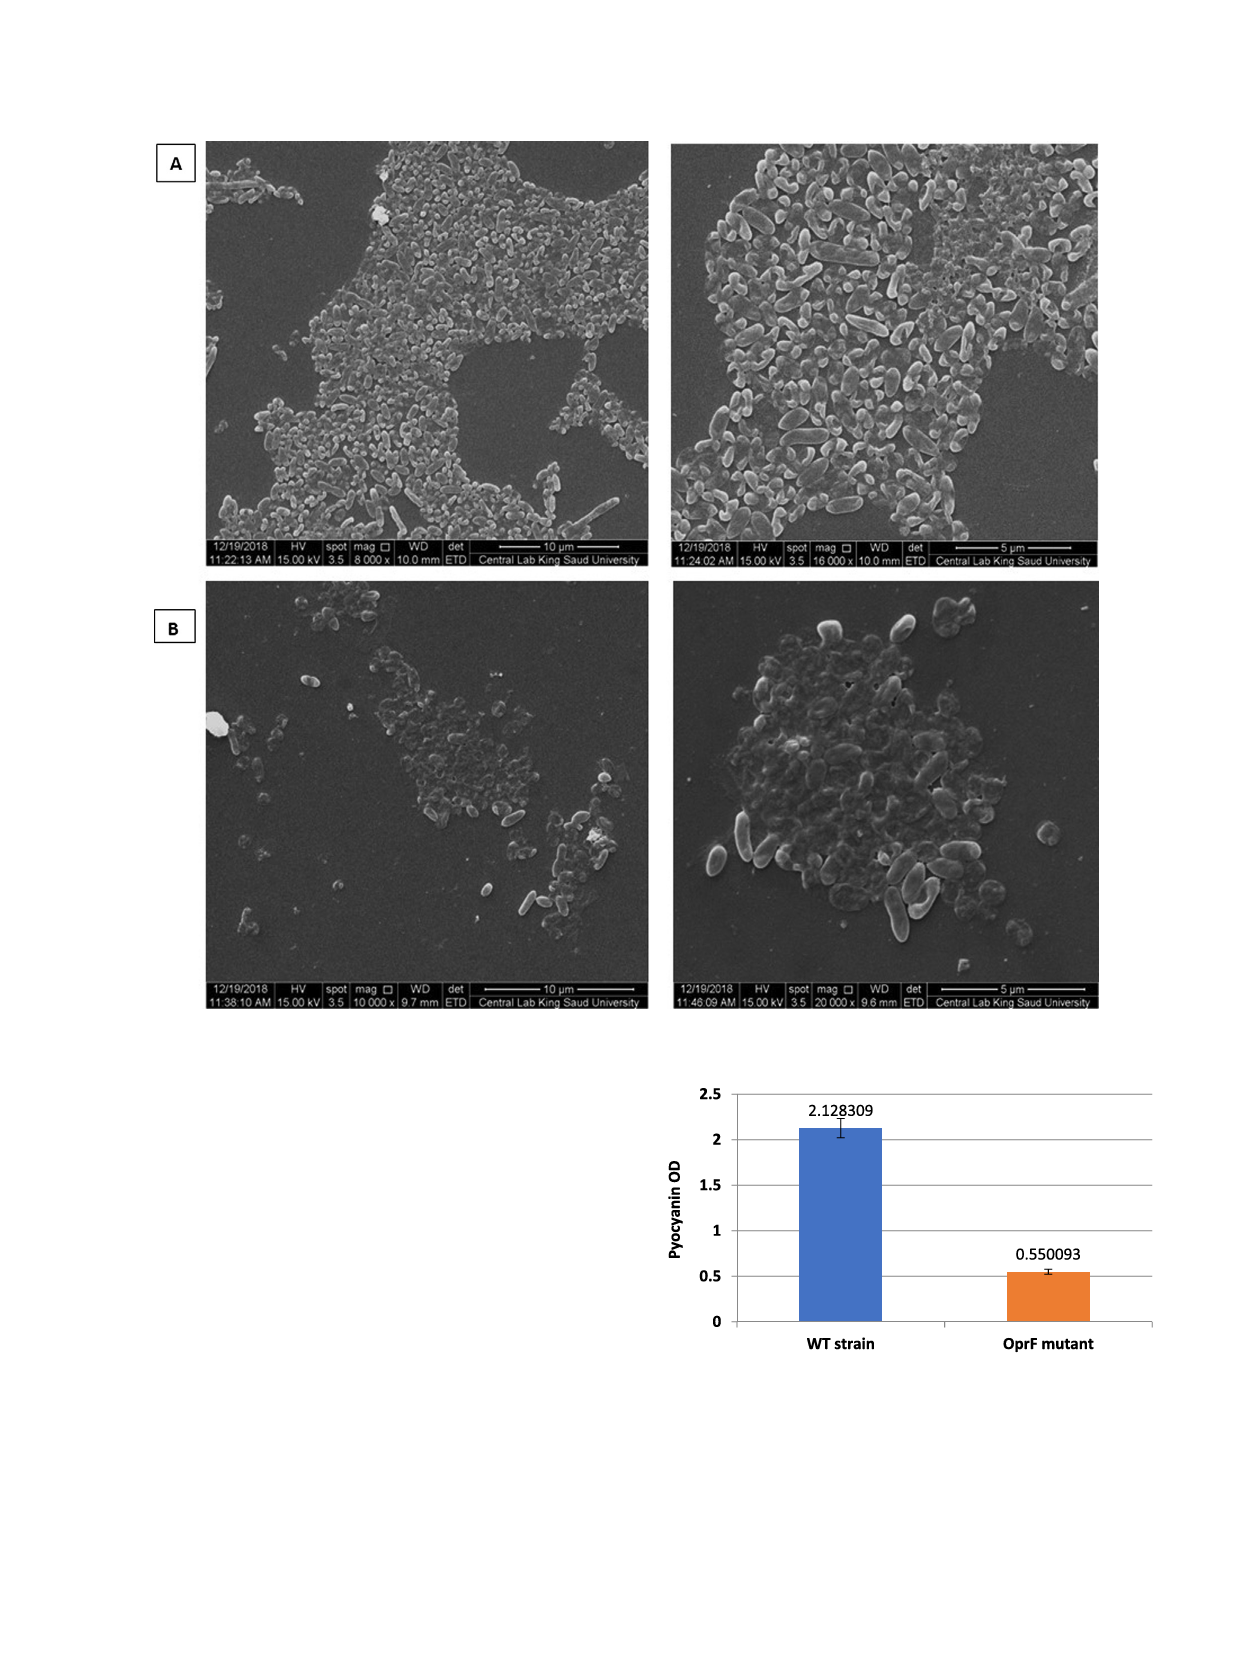 A
12/19/2018 HV spot mag □ WD det 10 µm
11:22:13 AM 15.00 kV 3.5 8 000 x 10.0 mm ETD Central Lab King Saud University
12/19/2018 HV spot mag □ WD det 5 µm
11:24:02 AM 15.00 kV 3.5 16 000 x 10.0 mm ETD Central Lab King Saud University
B
12/19/2018 HV spot mag □ WD det 10 µm
11:38:10 AM 15.00 kV 3.5 10 000 x 9.7 mm ETD Central Lab King Saud University
12/19/2018 HV spot mag □ WD det 5 µm
11:46:09 AM 15.00 kV 3.5 20 000 x 9.6 mm ETD Central Lab King Saud University
Pyocyanin OD
2.5
2
1.5
1
0.5
0
2.128309
0.550093
WT strain
OprF mutant